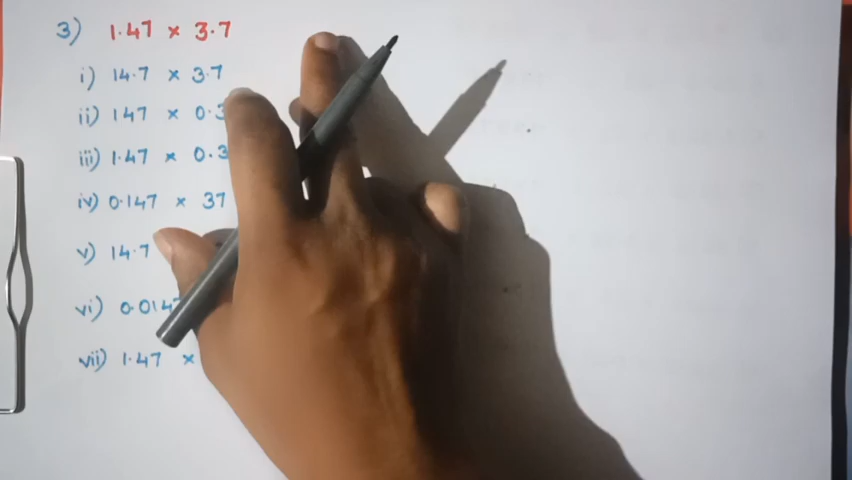 3) 1.47 × 3.7
i) 14.7 × 3.7
ii) 147 × 0.3
iii) 1.47 × 0.3
iv) 0.147 × 37
v) 14.7
vi) 0.0147
vii) 1.47 ×